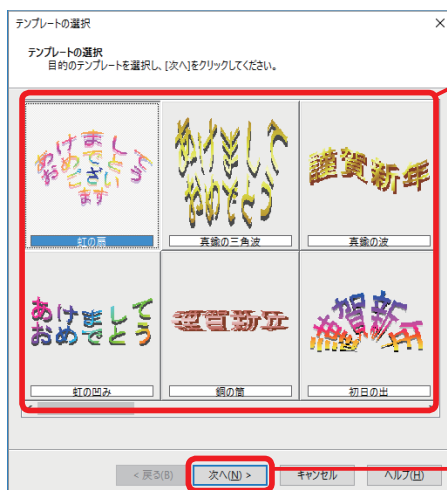 テンプレートの選択
テンプレートの選択
目的のテンプレートを選択し、[次へ]をクリックしてください。
あけまして
おめでとう
ござい
ます
虹の扇
あけまして
おめでとう
真鍮の三角波
謹賀新年
真鍮の波
あけまして
おめでとう
虹の凹み
謹賀新年
銅の筒
謹賀新年
初日の出
< 戻る(B)
次へ(N) >
キャンセル
ヘルプ(H)